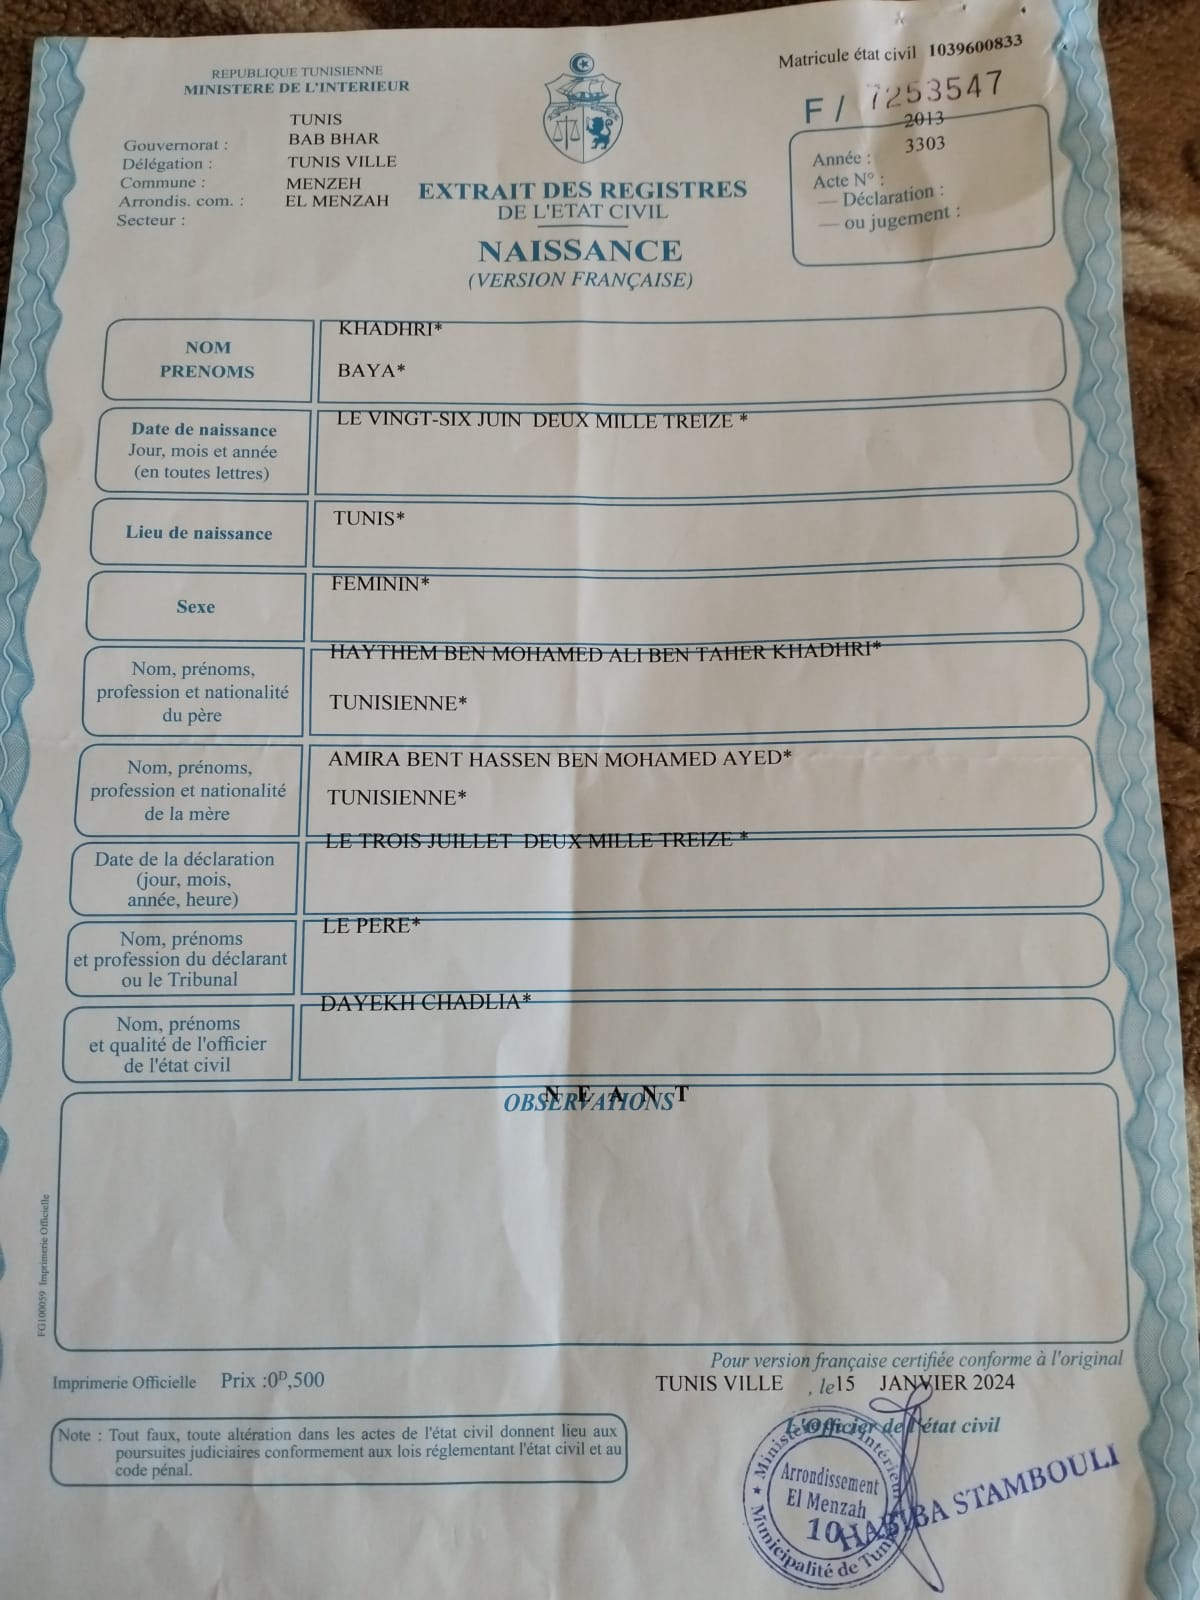 REPUBLIQUE TUNISIENNE
MINISTERE DE L'INTERIEUR
Gouvernorat : TUNIS
Délégation : BAB BHAR
Commune : TUNIS VILLE
Arrondis. com. : MENZEH
Secteur : EL MENZAH
EXTRAIT DES REGISTRES
DE L'ETAT CIVIL
NAISSANCE
(VERSION FRANÇAISE)
Matricule état civil 1039600833
F / 7253547
Année : 2013
Acte N° : 3303
— Déclaration :
— ou jugement :
NOM KHADHRI*
PRENOMS BAYA*
Date de naissance LE VINGT-SIX JUIN DEUX MILLE TREIZE *
Jour, mois et année
(en toutes lettres)
Lieu de naissance TUNIS*
Sexe FEMININ*
Nom, prénoms, HAYTHEM BEN MOHAMED ALI BEN TAHER KHADHRI*
profession et nationalité TUNISIENNE*
du père
Nom, prénoms, AMIRA BENT HASSEN BEN MOHAMED AYED*
profession et nationalité TUNISIENNE*
de la mère
Date de la déclaration LE TROIS JUILLET DEUX MILLE TREIZE *
(jour, mois,
année, heure)
Nom, prénoms LE PERE*
et profession du déclarant
ou le Tribunal
Nom, prénoms DAYEKH CHADLIA*
et qualité de l'officier
de l'état civil
N E A N T
OBSERVATIONS
FG100059 Imprimerie Officielle
Pour version française certifiée conforme à l'original
Imprimerie Officielle Prix :0D,500
TUNIS VILLE , le 15 JANVIER 2024
L'Officier de l'état civil
Note : Tout faux, toute altération dans les actes de l'état civil donnent lieu aux
poursuites judiciaires conformement aux lois réglementant l'état civil et au
code pénal.
Ministère de l'Intérieur
Arrondissement
El Menzah
10
Municipalité de Tunis
HABIBA STAMBOULI